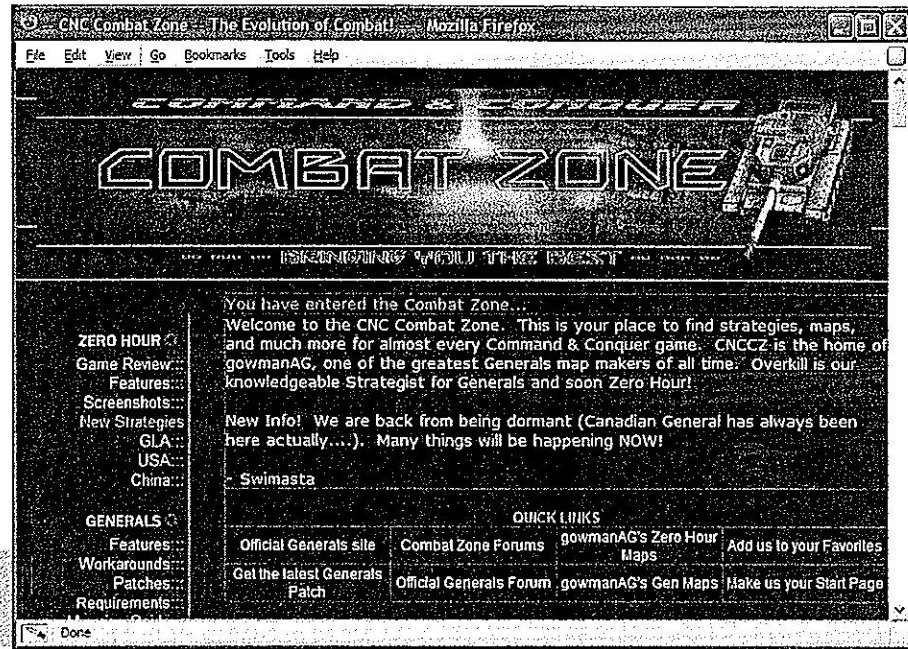 CNC Combat Zone -- The Evolution of Combat! -- Mozilla Firefox
File Edit View Go Bookmarks Tools Help
COMMAND & CONQUER
COMBAT ZONE
BRINGING YOU THE BEST
You have entered the Combat Zone...
Welcome to the CNC Combat Zone. This is your place to find strategies, maps,
and much more for almost every Command & Conquer game. CNCCZ is the home of
gowmanAG, one of the greatest Generals map makers of all time. Overkill is our
knowledgeable Strategist for Generals and soon Zero Hour!
New Info! We are back from being dormant (Canadian General has always been
here actually....). Many things will be happening NOW!
- Swimasta
ZERO HOUR
Game Review:::
Features:::
Screenshots:::
New Strategies
GLA:::
USA:::
China:::
GENERALS
Features:::
Workarounds:::
Patches:::
Requirements:::
QUICK LINKS
Official Generals site Combat Zone Forums gowmanAG's Zero Hour Maps Add us to your Favorites
Get the latest Generals Patch Official Generals Forum gowmanAG's Gen Maps Make us your Start Page
Done